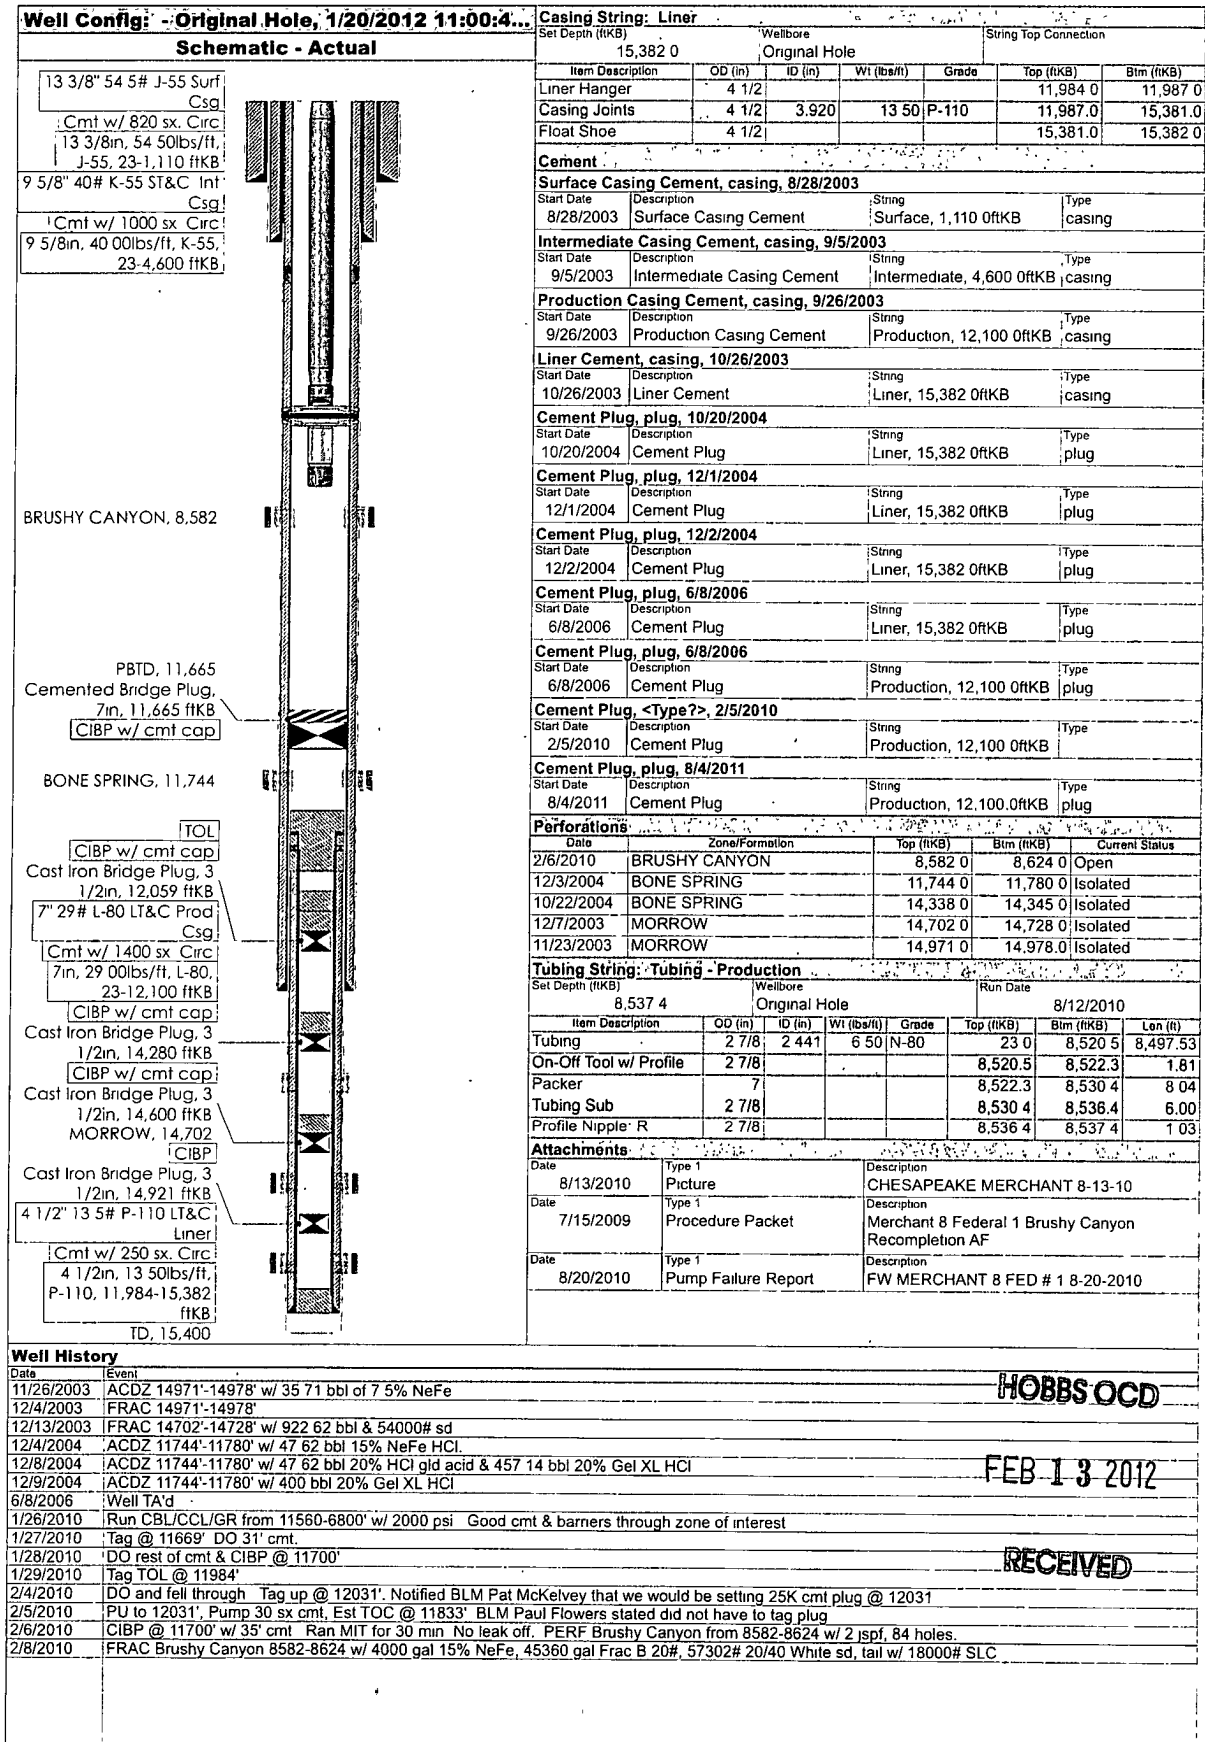 Well Config: - Original Hole, 1/20/2012 11:00:4...
Schematic - Actual
13 3/8" 54 5# J-55 Surf
Csg
Cmt w/ 820 sx. Circ
13 3/8in, 54 50lbs/ft,
J-55, 23-1,110 ftKB
9 5/8" 40# K-55 ST&C Int
Csg
Cmt w/ 1000 sx Circ
9 5/8in, 40 00lbs/ft, K-55,
23-4,600 ftKB
BRUSHY CANYON, 8,582
PBTD, 11,665
Cemented Bridge Plug,
7in, 11,665 ftKB
CIBP w/ cmt cap
BONE SPRING, 11,744
TOL
CIBP w/ cmt cap
Cast Iron Bridge Plug, 3
1/2in, 12,059 ftKB
7" 29# L-80 LT&C Prod
Csg
Cmt w/ 1400 sx Circ
7in, 29 00lbs/ft, L-80,
23-12,100 ftKB
CIBP w/ cmt cap
Cast Iron Bridge Plug, 3
1/2in, 14,280 ftKB
CIBP w/ cmt cap
Cast Iron Bridge Plug, 3
1/2in, 14,600 ftKB
MORROW, 14,702
CIBP
Cast Iron Bridge Plug, 3
1/2in, 14,921 ftKB
4 1/2" 13 5# P-110 LT&C
Liner
Cmt w/ 250 sx. Circ
4 1/2in, 13 50lbs/ft,
P-110, 11,984-15,382
ftKB
TD, 15,400
Casing String: Liner
Set Depth (ftKB) Wellbore String Top Connection
15,382 0 Original Hole
Item Description OD (in) ID (in) Wt (lbs/ft) Grade Top (ftKB) Btm (ftKB)
Liner Hanger 4 1/2 11,984 0 11,987 0
Casing Joints 4 1/2 3.920 13 50 P-110 11,987.0 15,381.0
Float Shoe 4 1/2 15,381.0 15,382 0
Cement
Surface Casing Cement, casing, 8/28/2003
Start Date Description String Type
8/28/2003 Surface Casing Cement Surface, 1,110 0ftKB casing
Intermediate Casing Cement, casing, 9/5/2003
Start Date Description String Type
9/5/2003 Intermediate Casing Cement Intermediate, 4,600 0ftKB casing
Production Casing Cement, casing, 9/26/2003
Start Date Description String Type
9/26/2003 Production Casing Cement Production, 12,100 0ftKB casing
Liner Cement, casing, 10/26/2003
Start Date Description String Type
10/26/2003 Liner Cement Liner, 15,382 0ftKB casing
Cement Plug, plug, 10/20/2004
Start Date Description String Type
10/20/2004 Cement Plug Liner, 15,382 0ftKB plug
Cement Plug, plug, 12/1/2004
Start Date Description String Type
12/1/2004 Cement Plug Liner, 15,382 0ftKB plug
Cement Plug, plug, 12/2/2004
Start Date Description String Type
12/2/2004 Cement Plug Liner, 15,382 0ftKB plug
Cement Plug, plug, 6/8/2006
Start Date Description String Type
6/8/2006 Cement Plug Liner, 15,382 0ftKB plug
Cement Plug, plug, 6/8/2006
Start Date Description String Type
6/8/2006 Cement Plug Production, 12,100 0ftKB plug
Cement Plug, <Type?>, 2/5/2010
Start Date Description String Type
2/5/2010 Cement Plug Production, 12,100 0ftKB
Cement Plug, plug, 8/4/2011
Start Date Description String Type
8/4/2011 Cement Plug Production, 12,100.0ftKB plug
Perforations
Date Zone/Formation Top (ftKB) Btm (ftKB) Current Status
2/6/2010 BRUSHY CANYON 8,582 0 8,624 0 Open
12/3/2004 BONE SPRING 11,744 0 11,780 0 Isolated
10/22/2004 BONE SPRING 14,338 0 14,345 0 Isolated
12/7/2003 MORROW 14,702 0 14,728 0 Isolated
11/23/2003 MORROW 14,971 0 14,978.0 Isolated
Tubing String: Tubing - Production
Set Depth (ftKB) Wellbore Run Date
8,537 4 Original Hole 8/12/2010
Item Description OD (in) ID (in) Wt (lbs/ft) Grade Top (ftKB) Btm (ftKB) Len (ft)
Tubing 2 7/8 2 441 6 50 N-80 23 0 8,520 5 8,497.53
On-Off Tool w/ Profile 2 7/8 8,520.5 8,522.3 1.81
Packer 7 8,522.3 8,530 4 8 04
Tubing Sub 2 7/8 8,530 4 8,536.4 6.00
Profile Nipple R 2 7/8 8,536 4 8,537 4 1 03
Attachments
Date Type 1 Description
8/13/2010 Picture CHESAPEAKE MERCHANT 8-13-10
Date Type 1 Description
7/15/2009 Procedure Packet Merchant 8 Federal 1 Brushy Canyon
Recompletion AF
Date Type 1 Description
8/20/2010 Pump Failure Report FW MERCHANT 8 FED # 1 8-20-2010
Well History
Date Event
11/26/2003 ACDZ 14971'-14978' w/ 35 71 bbl of 7 5% NeFe
HOBBS OCD
12/4/2003 FRAC 14971'-14978'
12/13/2003 FRAC 14702'-14728' w/ 922 62 bbl & 54000# sd
12/4/2004 ACDZ 11744'-11780' w/ 47 62 bbl 15% NeFe HCl.
12/8/2004 ACDZ 11744'-11780' w/ 47 62 bbl 20% HCl gld acid & 457 14 bbl 20% Gel XL HCl
FEB 13 2012
12/9/2004 ACDZ 11744'-11780' w/ 400 bbl 20% Gel XL HCl
6/8/2006 Well TA'd
1/26/2010 Run CBL/CCL/GR from 11560-6800' w/ 2000 psi Good cmt & barriers through zone of interest
1/27/2010 Tag @ 11669' DO 31' cmt.
1/28/2010 DO rest of cmt & CIBP @ 11700'
RECEIVED
1/29/2010 Tag TOL @ 11984'
2/4/2010 DO and fell through Tag up @ 12031'. Notified BLM Pat McKelvey that we would be setting 25K cmt plug @ 12031
2/5/2010 PU to 12031', Pump 30 sx cmt, Est TOC @ 11833' BLM Paul Flowers stated did not have to tag plug
2/6/2010 CIBP @ 11700' w/ 35' cmt Ran MIT for 30 min No leak off. PERF Brushy Canyon from 8582-8624 w/ 2 jspf, 84 holes.
2/8/2010 FRAC Brushy Canyon 8582-8624 w/ 4000 gal 15% NeFe, 45360 gal Frac B 20#, 57302# 20/40 White sd, tail w/ 18000# SLC